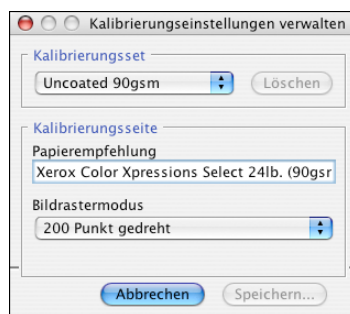 Kalibrierungseinstellungen verwalten
Kalibrierungsset
Uncoated 90gsm
Löschen
Kalibrierungsseite
Papierempfehlung
Xerox Color Xpressions Select 24lb. (90gsr
Bildrastermodus
200 Punkt gedreht
Abbrechen
Speichern...